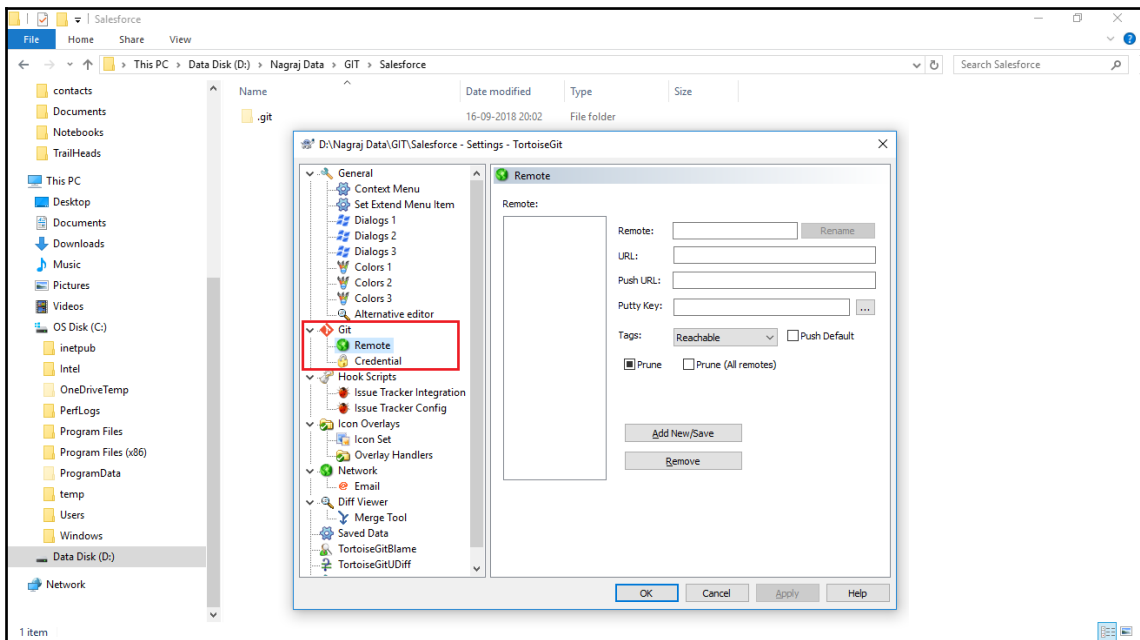 Salesforce
File Home Share View
This PC > Data Disk (D:) > Nagraj Data > GIT > Salesforce
Search Salesforce
contacts
Documents
Notebooks
TrailHeads
This PC
Desktop
Documents
Downloads
Music
Pictures
Videos
OS Disk (C:)
inetpub
Intel
OneDriveTemp
PerfLogs
Program Files
Program Files (x86)
ProgramData
temp
Users
Windows
Data Disk (D:)
Network
Name Date modified Type Size
.git 16-09-2018 20:02 File folder
D:\Nagraj Data\GIT\Salesforce - Settings - TortoiseGit
General
Context Menu
Set Extend Menu Item
Dialogs 1
Dialogs 2
Dialogs 3
Colors 1
Colors 2
Colors 3
Alternative editor
Git
Remote
Credential
Hook Scripts
Issue Tracker Integration
Issue Tracker Config
Icon Overlays
Icon Set
Overlay Handlers
Network
Email
Diff Viewer
Merge Tool
Saved Data
TortoiseGitBlame
TortoiseGitUDiff
Remote
Remote:
Remote: Rename
URL:
Push URL:
Putty Key: ...
Tags: Reachable Push Default
Prune Prune (All remotes)
Add New/Save
Remove
OK Cancel Apply Help
1 item